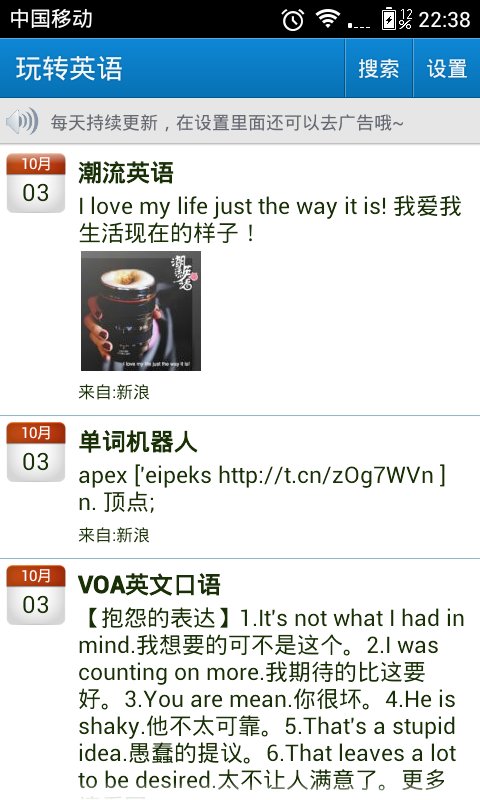 中国移动
12%
22:38
玩转英语
搜索
设置
每天持续更新，在设置里面还可以去广告哦~
10月
03
潮流英语
I love my life just the way it is! 我爱我
生活现在的样子！
潮流英语
I love my life just the way it is!
来自:新浪
10月
03
单词机器人
apex ['eipeks http://t.cn/zOg7WVn ]
n. 顶点;
来自:新浪
10月
03
VOA英文口语
【抱怨的表达】1.It's not what I had in
mind.我想要的可不是这个。2.I was
counting on more.我期待的比这要
好。3.You are mean.你很坏。4.He is
shaky.他不太可靠。5.That's a stupid
idea.愚蠢的提议。6.That leaves a lot
to be desired.太不让人满意了。更多